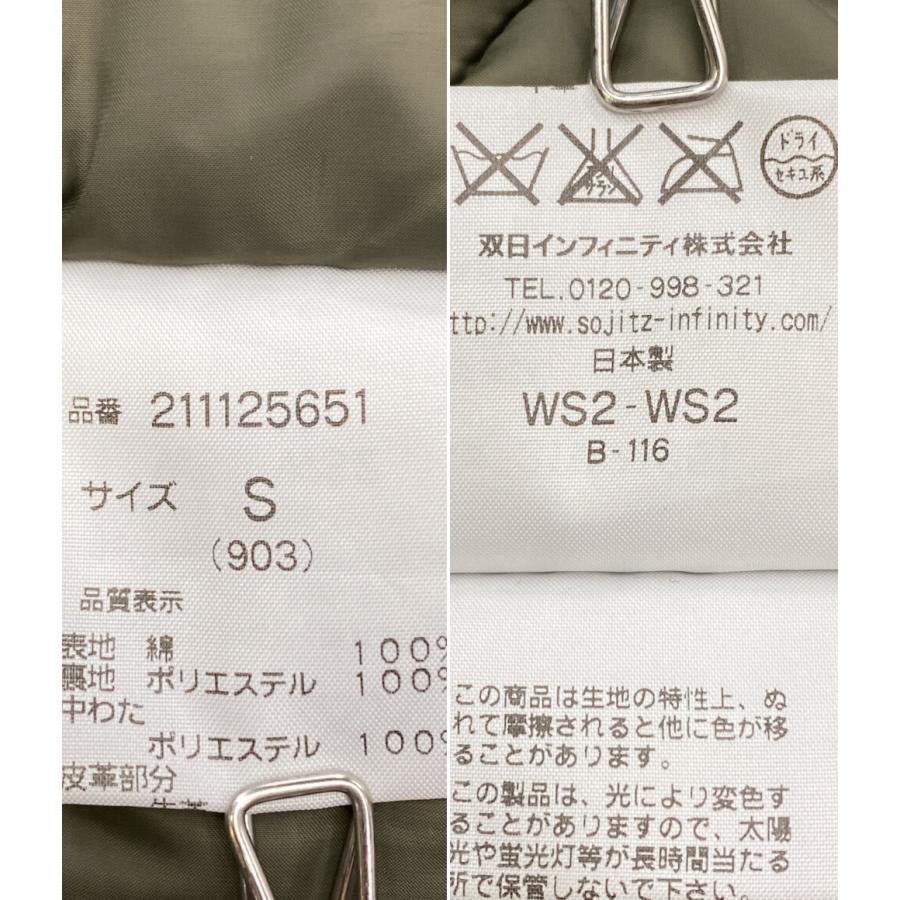 品番 211125651
サイズ S
(903)
品質表示
表地 綿 100%
裏地 ポリエステル 100%
中わた
ポリエステル 100%
皮革部分
ドライ
セキユ系
双日インフィニティ株式会社
TEL.0120-998-321
ttp://www.sojitz-infinity.com/
日本製
WS2-WS2
B-116
この商品は生地の特性上、ぬ
れて摩擦されると他に色が移
ることがあります。
この製品は、光により変色す
ることがありますので、太陽
光や蛍光灯等が長時間当たる
所で保管しないで下さい。